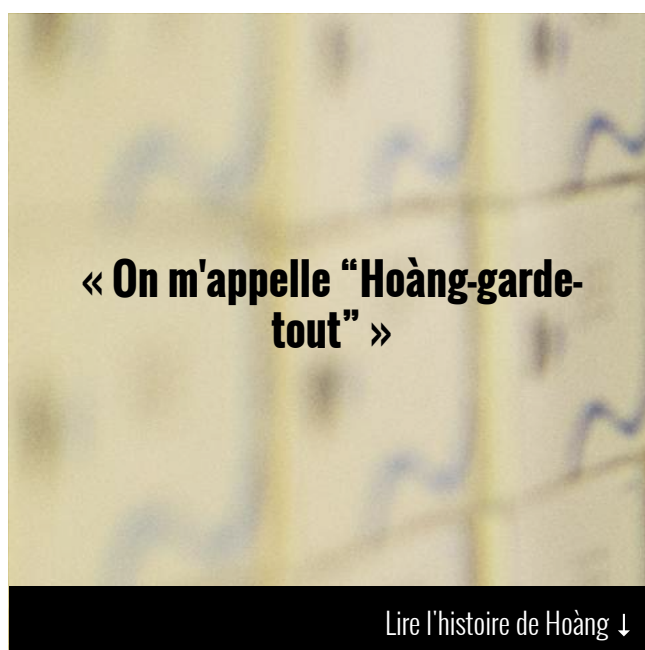 « On m'appelle “Hoàng-garde-
tout” »
Lire l'histoire de Hoàng ↓